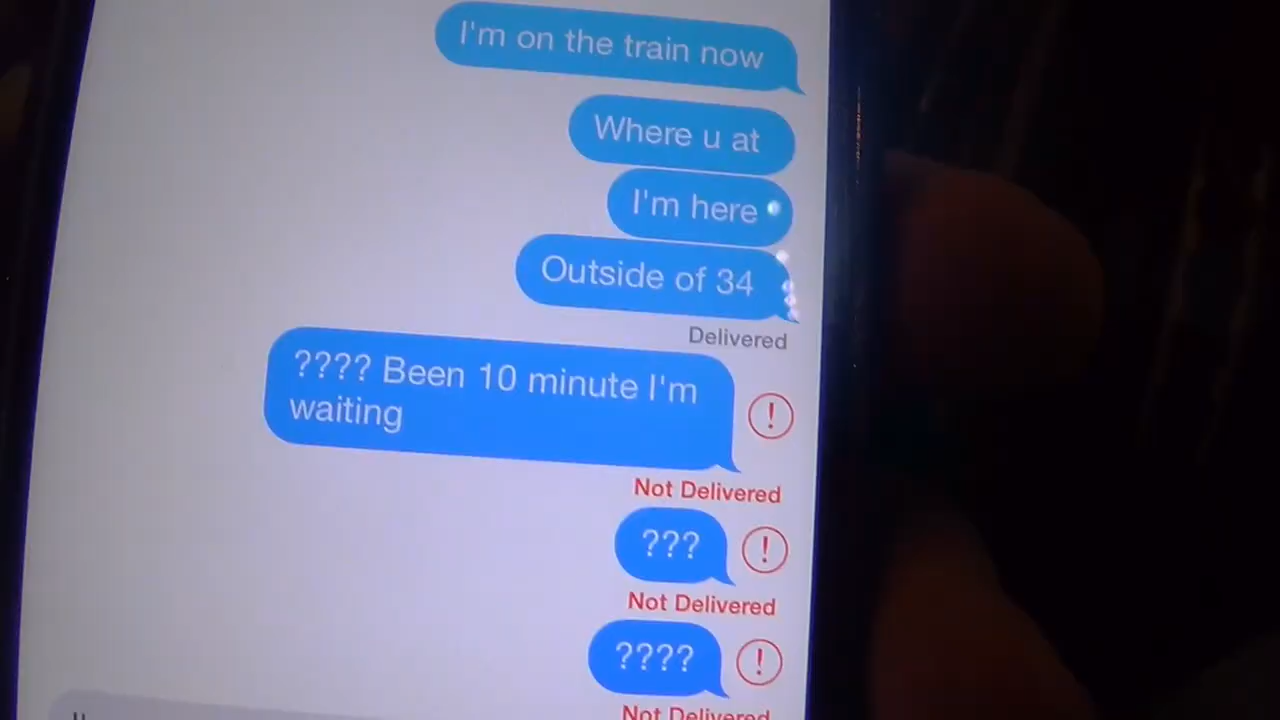 I'm on the train now
Where u at
I'm here
Outside of 34
Delivered
???? Been 10 minute I'm
waiting
!
Not Delivered
???
!
Not Delivered
????
!
Not Delivered